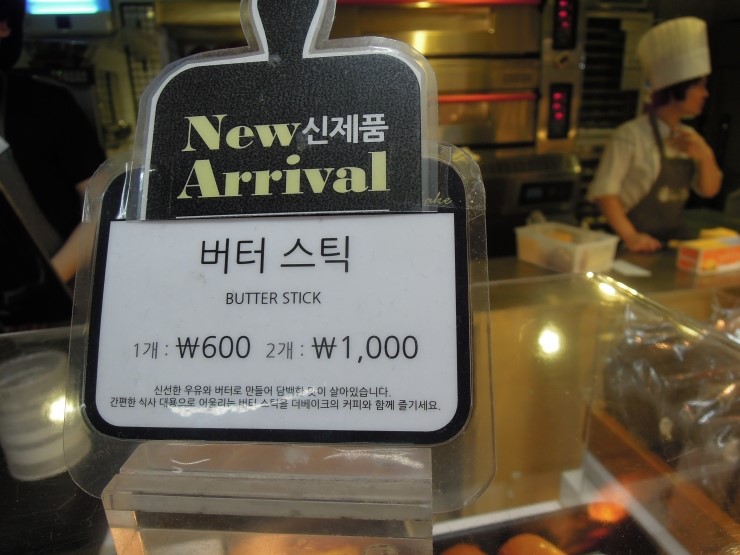 New 신제품
Arrival
ake
버터 스틱
BUTTER STICK
1개 : ₩600 2개 : ₩1,000
신선한 우유와 버터로 만들어 담백한 맛이 살아있습니다.
간편한 식사 대용으로 어울리는 버터 스틱을 더베이크의 커피와 함께 즐기세요.